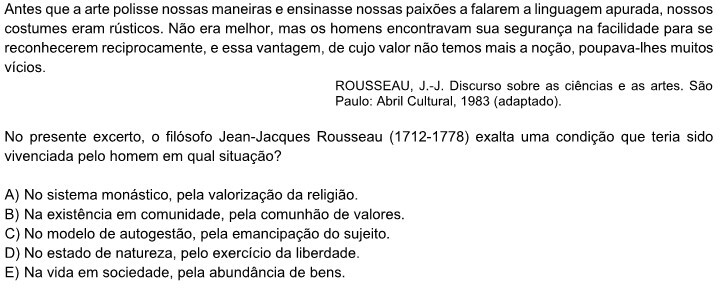 Antes que a arte polisse nossas maneiras e ensinasse nossas paixões a falarem a linguagem apurada, nossos
costumes eram rústicos. Não era melhor, mas os homens encontravam sua segurança na facilidade para se
reconhecerem reciprocamente, e essa vantagem, de cujo valor não temos mais a noção, poupava-lhes muitos
vícios.
ROUSSEAU, J.-J. Discurso sobre as ciências e as artes. São
Paulo: Abril Cultural, 1983 (adaptado).
No presente excerto, o filósofo Jean-Jacques Rousseau (1712-1778) exalta uma condição que teria sido
vivenciada pelo homem em qual situação?
A) No sistema monástico, pela valorização da religião.
B) Na existência em comunidade, pela comunhão de valores.
C) No modelo de autogestão, pela emancipação do sujeito.
D) No estado de natureza, pelo exercício da liberdade.
E) Na vida em sociedade, pela abundância de bens.